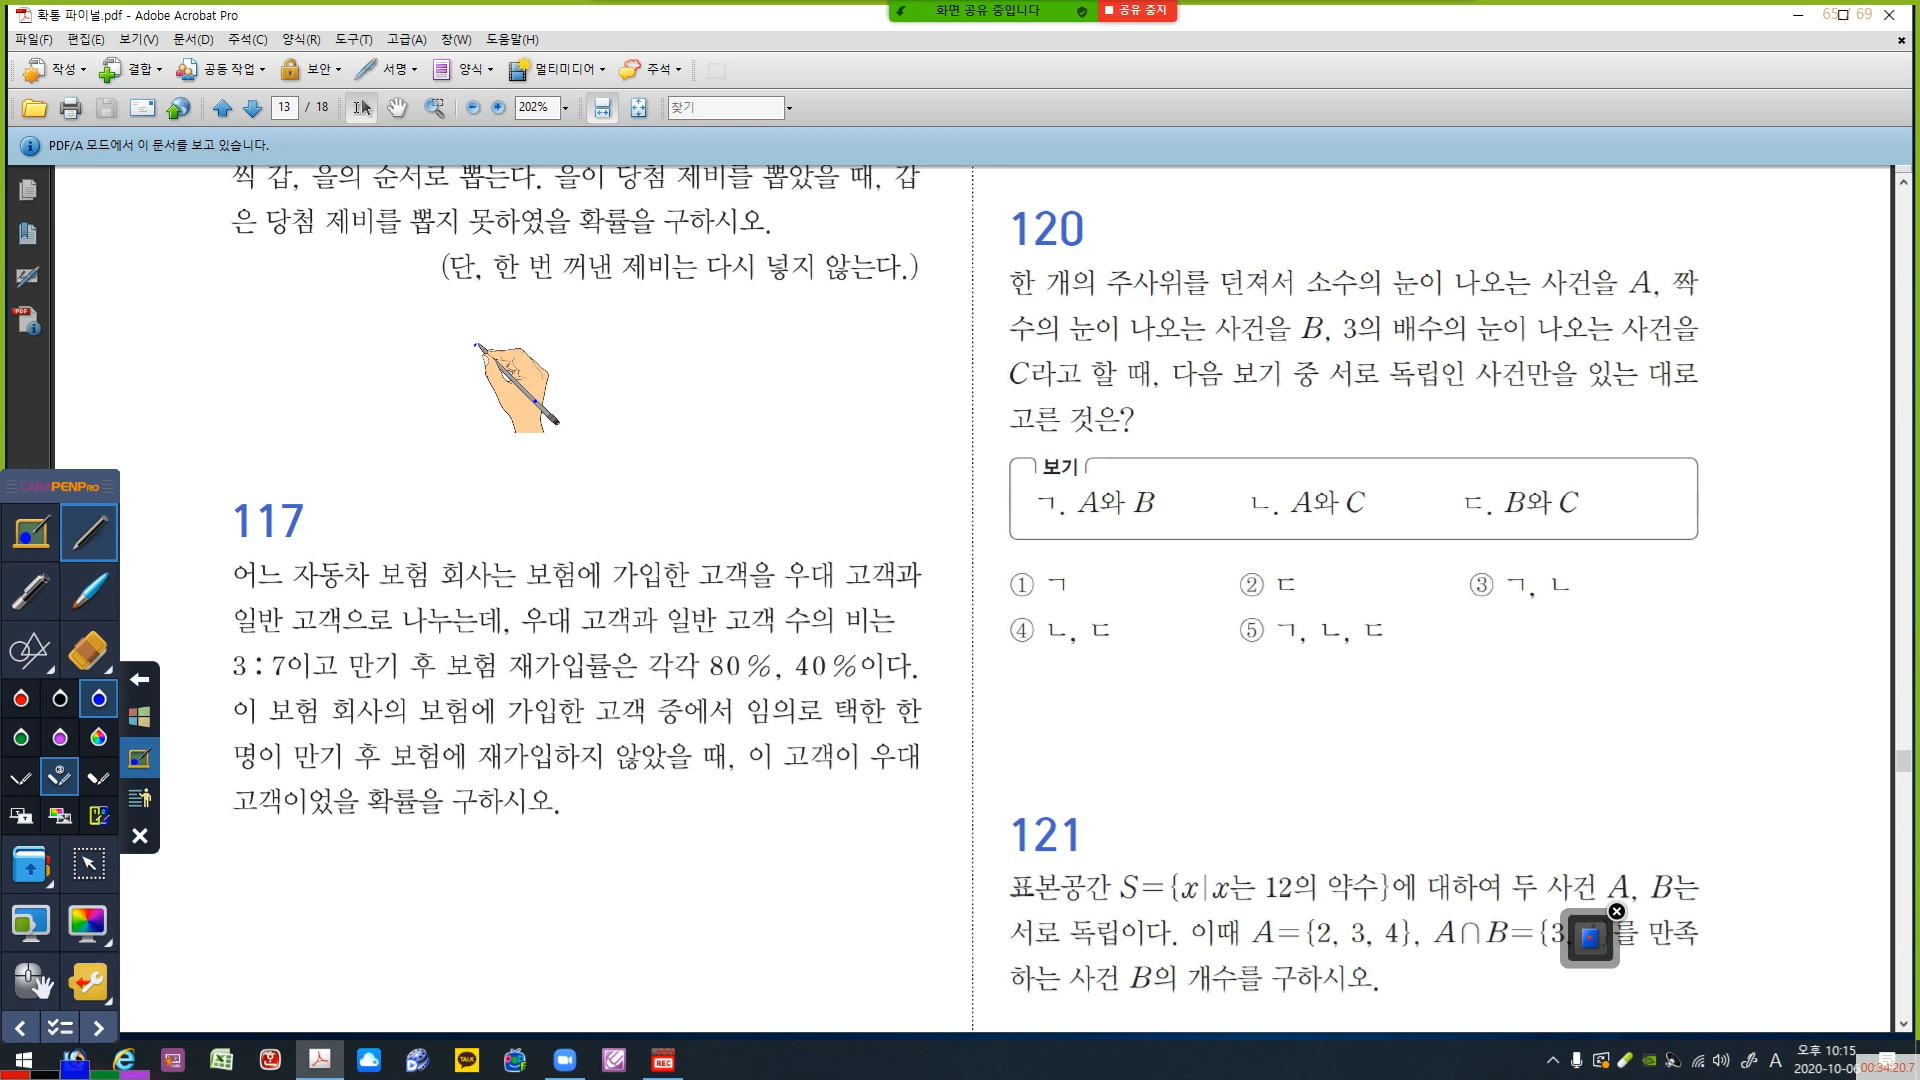 확통 파이널.pdf - Adobe Acrobat Pro
화면 공유 중입니다
공유 중지
65 / 69
파일(F) 편집(E) 보기(V) 문서(D) 주석(C) 양식(R) 도구(T) 고급(A) 창(W) 도움말(H)
작성 결합 공동 작업 보안 서명 양식 멀티미디어 주석
13 / 18 202% 찾기
PDF/A 모드에서 이 문서를 보고 있습니다.
씩 갑, 을의 순서로 뽑는다. 을이 당첨 제비를 뽑았을 때, 갑
은 당첨 제비를 뽑지 못하였을 확률을 구하시오.
(단, 한 번 꺼낸 제비는 다시 넣지 않는다.)
117
어느 자동차 보험 회사는 보험에 가입한 고객을 우대 고객과
일반 고객으로 나누는데, 우대 고객과 일반 고객 수의 비는
3 : 7이고 만기 후 보험 재가입률은 각각 80%, 40%이다.
이 보험 회사의 보험에 가입한 고객 중에서 임의로 택한 한
명이 만기 후 보험에 재가입하지 않았을 때, 이 고객이 우대
고객이었을 확률을 구하시오.
120
한 개의 주사위를 던져서 소수의 눈이 나오는 사건을 A, 짝
수의 눈이 나오는 사건을 B, 3의 배수의 눈이 나오는 사건을
C라고 할 때, 다음 보기 중 서로 독립인 사건만을 있는 대로
고른 것은?
보기
ㄱ. A와 B ㄴ. A와 C ㄷ. B와 C
① ㄱ ② ㄷ ③ ㄱ, ㄴ
④ ㄴ, ㄷ ⑤ ㄱ, ㄴ, ㄷ
121
표본공간 S={x|x는 12의 약수}에 대하여 두 사건 A, B는
서로 독립이다. 이때 A={2, 3, 4}, A∩B={3, }를 만족
하는 사건 B의 개수를 구하시오.
CARAPENPRO
오후 10:15
2020-10-06
00:34:20.7